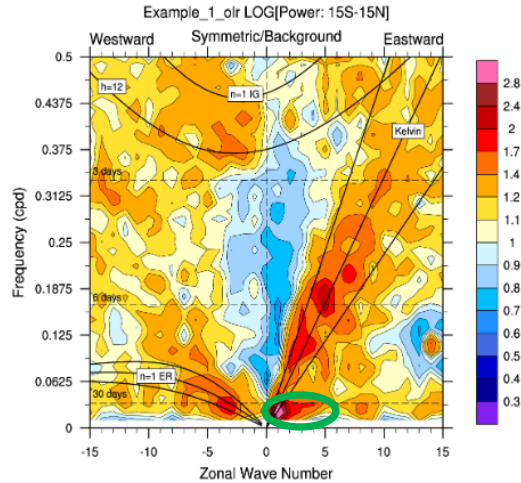 Example_1_olr LOG[Power: 15S-15N]
Westward Symmetric/Background Eastward
0.5
0.4375
0.375
0.3125
0.25
0.1875
0.125
0.0625
0
Frequency (cpd)
h=12
n=1 IG
Kelvin
3 days
6 days
n=1 ER
30 days
-15 -10 -5 0 5 10 15
Zonal Wave Number
2.8
2.4
2
1.7
1.4
1.2
1.1
1
0.9
0.8
0.7
0.6
0.5
0.4
0.3